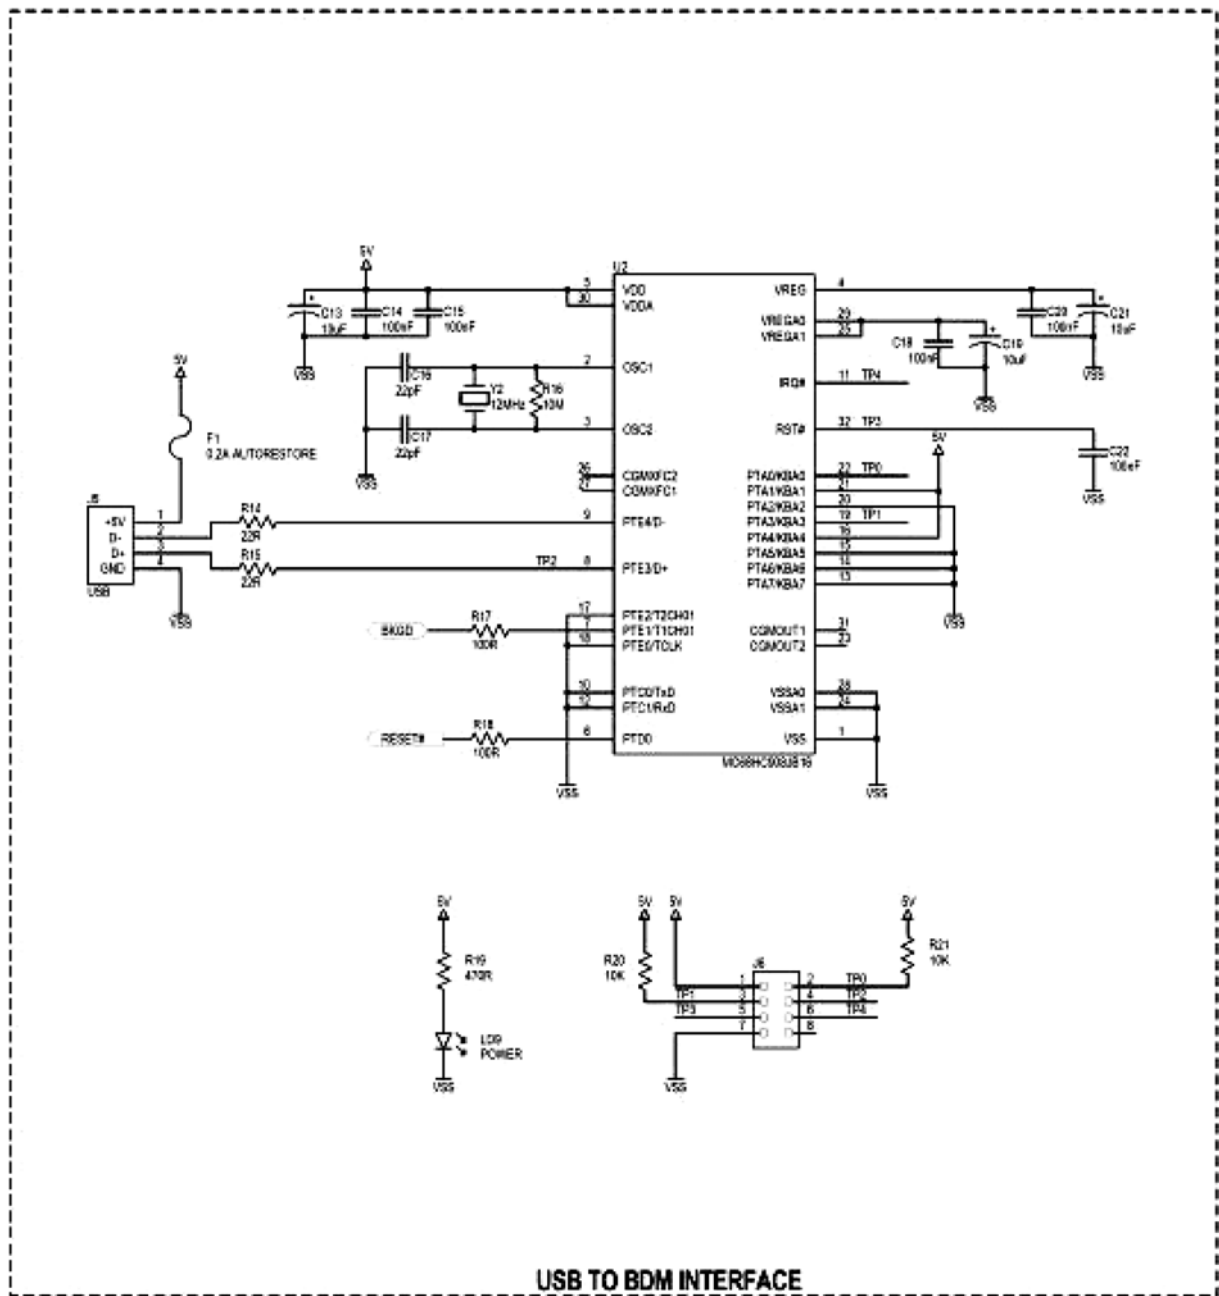 5V
U2
5
VDD
30
VDDA
4
VREG
C13
10uF
C14
100nF
C15
100nF
C20
100nF
C21
10uF
29
VREGA0
25
VREGA1
C18
100nF
C19
10uF
VSS
5V
2
OSC1
C16
22pF
Y2
12MHz
R16
10M
IRQ#
11
TP4
VSS
VSS
F1
0.2A AUTORESTORE
3
OSC2
C17
22pF
RST#
32
TP3
5V
C22
100nF
VSS
26
CGMXFC2
27
CGMXFC1
PTA0/KBA0
22
TP0
PTA1/KBA1
21
PTA2/KBA2
20
PTA3/KBA3
19
TP1
PTA4/KBA4
16
PTA5/KBA5
15
PTA6/KBA6
14
PTA7/KBA7
13
VSS
VSS
J5
+5V
1
D-
2
D+
3
GND
4
USB
R14
22R
R15
22R
9
PTE4/D-
TP2
8
PTE3/D+
VSS
17
PTE2/T2CH01
BKGD
R17
100R
7
PTE1/T1CH01
18
PTE0/TCLK
CGMOUT1
31
CGMOUT2
23
10
PTC0/TxD
12
PTC1/RxD
VSSA0
28
VSSA1
24
RESET#
R18
100R
6
PTD0
VSS
1
MC68HC908JB16
VSS
VSS
5V
5V
5V
5V
R19
470R
R20
10K
R21
10K
J6
1
2
TP0
TP1
3
4
TP2
TP3
5
6
TP4
7
8
LD9
POWER
VSS
VSS
USB TO BDM INTERFACE